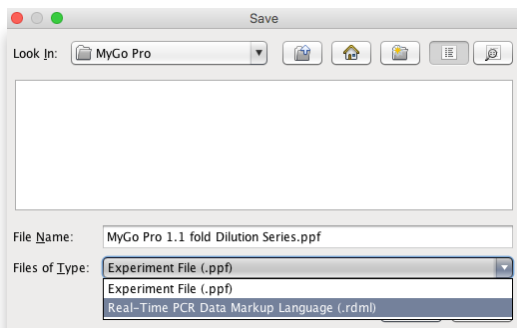 Save
Look In: MyGo Pro
File Name: MyGo Pro 1.1 fold Dilution Series.ppf
Files of Type: Experiment File (.ppf)
Experiment File (.ppf)
Real-Time PCR Data Markup Language (.rdml)